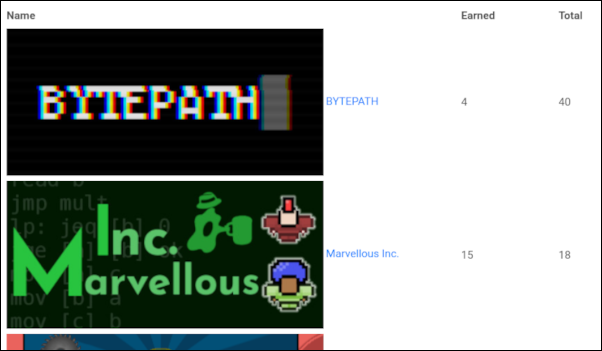 Name Earned Total
BYTEPATH
BYTEPATH 4 40
read b
jmp mult
lp: jeq [b] 0
Inc.
Marvellous
Marvellous Inc. 15 18
mov [b] a
mov [c] b